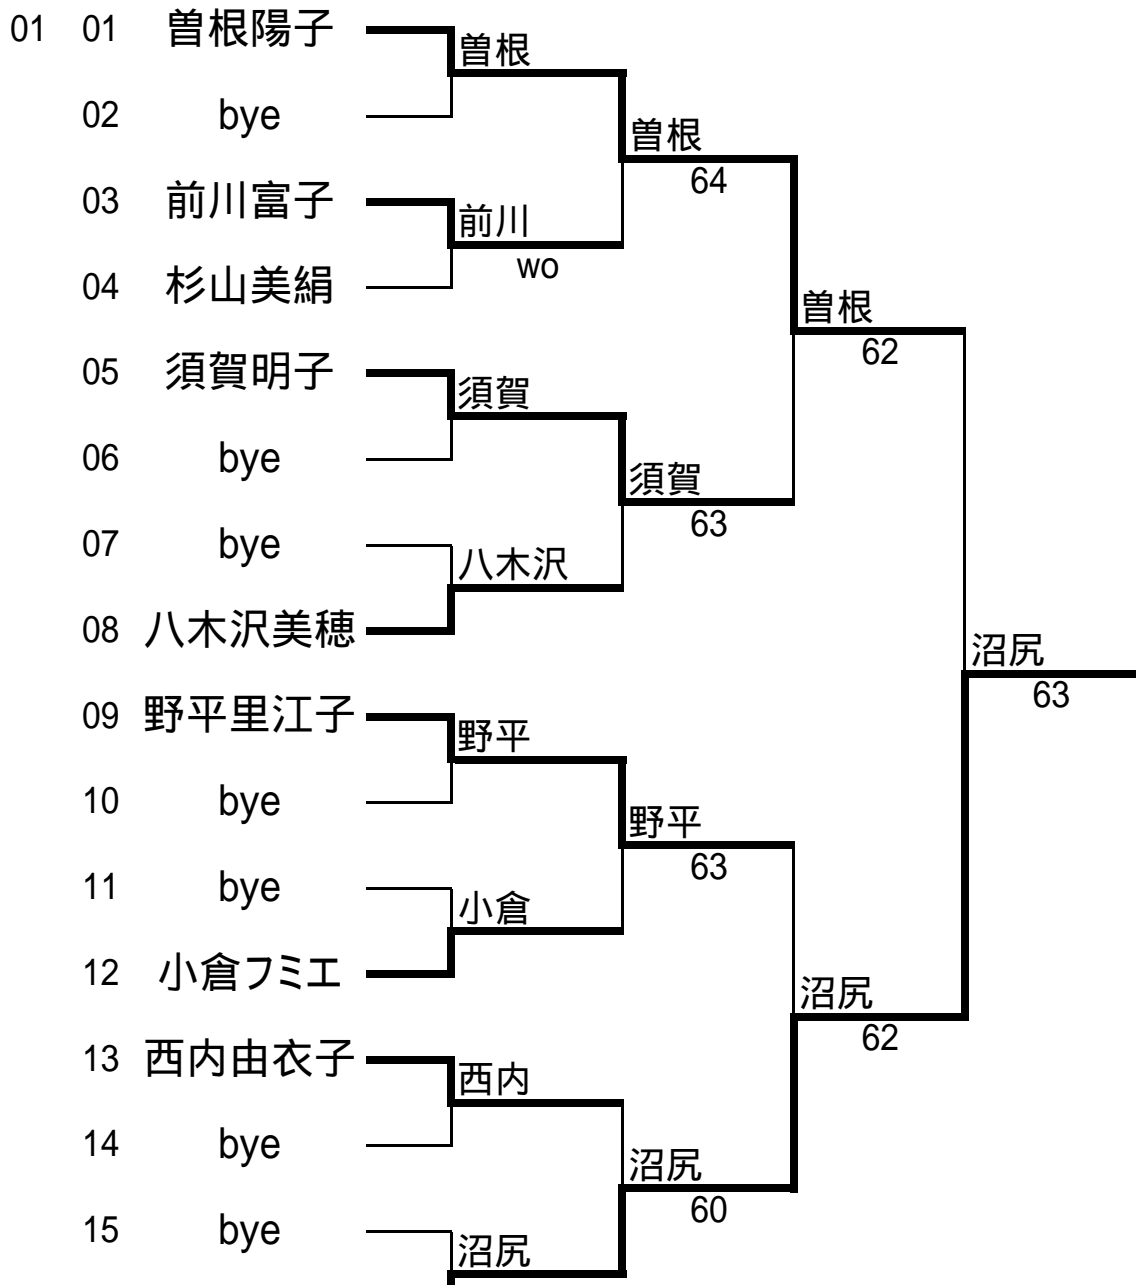 01 01 曽根陽子
曽根
02 bye
曽根
64
03 前川富子
前川
wo
04 杉山美絹
曽根
62
05 須賀明子
須賀
06 bye
須賀
63
07 bye
八木沢
08 八木沢美穂
沼尻
63
09 野平里江子
野平
10 bye
野平
63
11 bye
小倉
12 小倉フミエ
沼尻
62
13 西内由衣子
西内
14 bye
沼尻
60
15 bye
沼尻